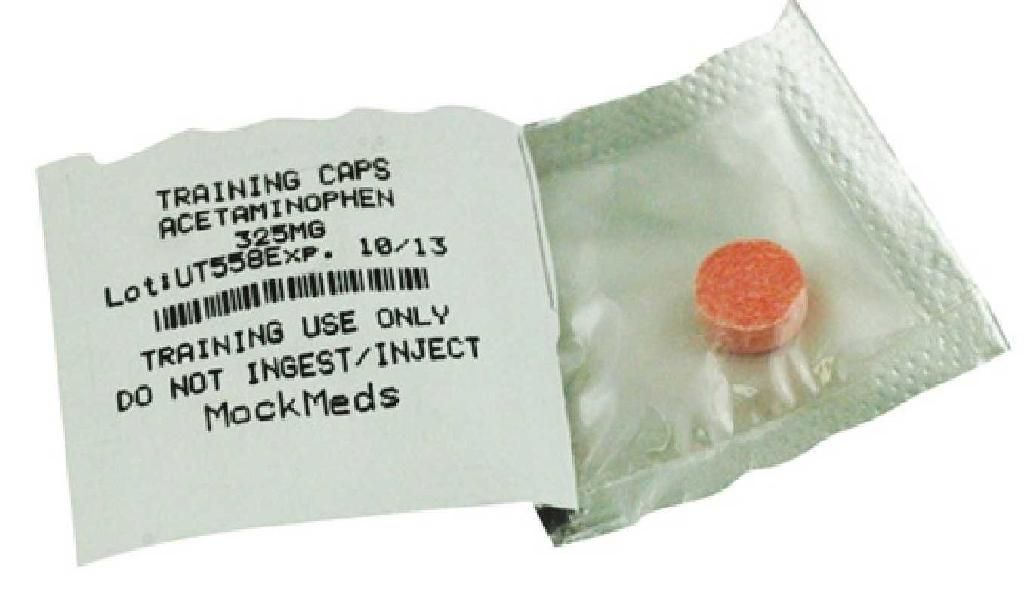 TRAINING CAPS
ACETAMINOPHEN
325MG
Lot:UT558Exp. 10/13
TRAINING USE ONLY
DO NOT INGEST/INJECT
MockMeds